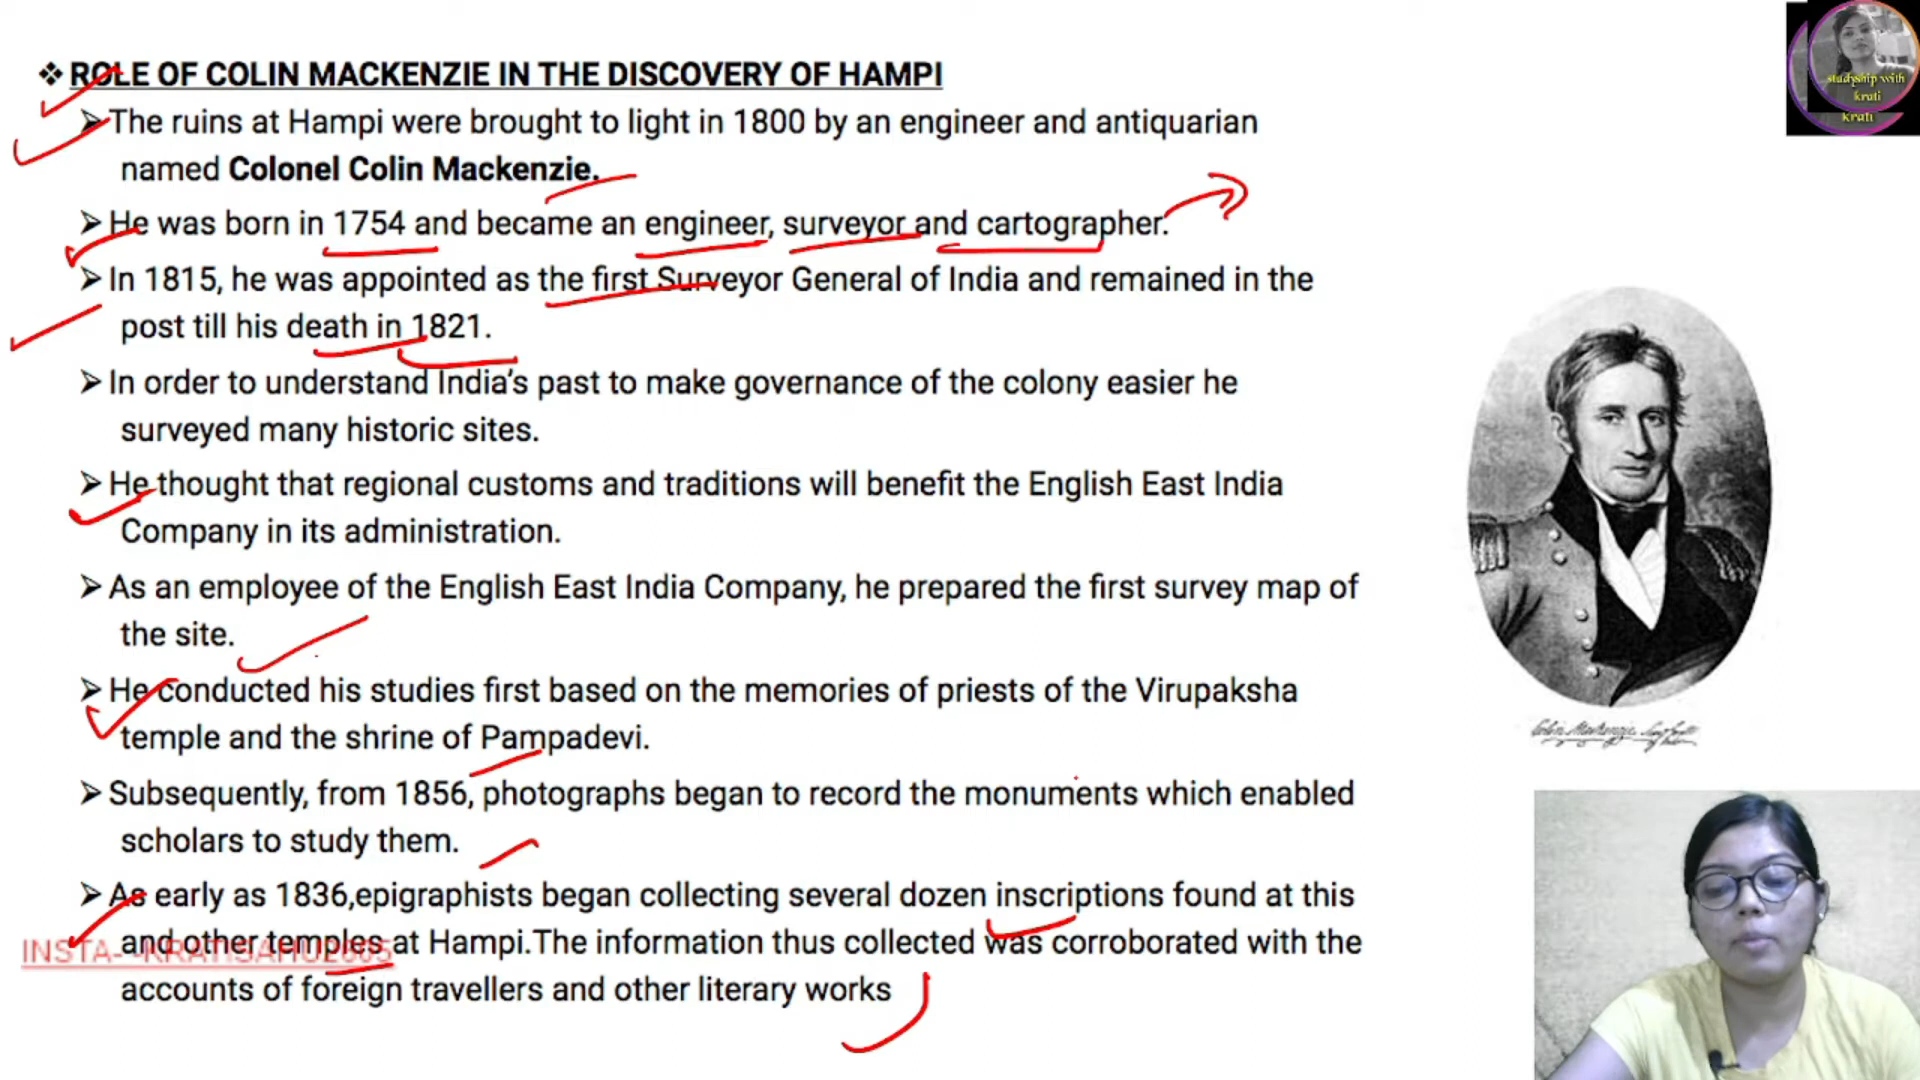 ROLE OF COLIN MACKENZIE IN THE DISCOVERY OF HAMPI
The ruins at Hampi were brought to light in 1800 by an engineer and antiquarian
named Colonel Colin Mackenzie.
He was born in 1754 and became an engineer, surveyor and cartographer.
In 1815, he was appointed as the first Surveyor General of India and remained in the
post till his death in 1821.
In order to understand India's past to make governance of the colony easier he
surveyed many historic sites.
He thought that regional customs and traditions will benefit the English East India
Company in its administration.
As an employee of the English East India Company, he prepared the first survey map of
the site.
He conducted his studies first based on the memories of priests of the Virupaksha
temple and the shrine of Pampadevi.
Subsequently, from 1856, photographs began to record the monuments which enabled
scholars to study them.
As early as 1836,epigraphists began collecting several dozen inscriptions found at this
and other temples at Hampi.The information thus collected was corroborated with the
accounts of foreign travellers and other literary works
INSTA- -KRATISAHU2005
studyship with
krati
krati
Colin Mackenzie